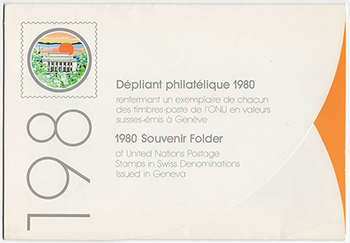 1980
Dépliant philatélique 1980
renfermant un exemplaire de chacun
des timbres-poste de l'ONU en valeurs
suisses-émis à Genève
1980 Souvenir Folder
of United Nations Postage
Stamps in Swiss Denominations
Issued in Geneva